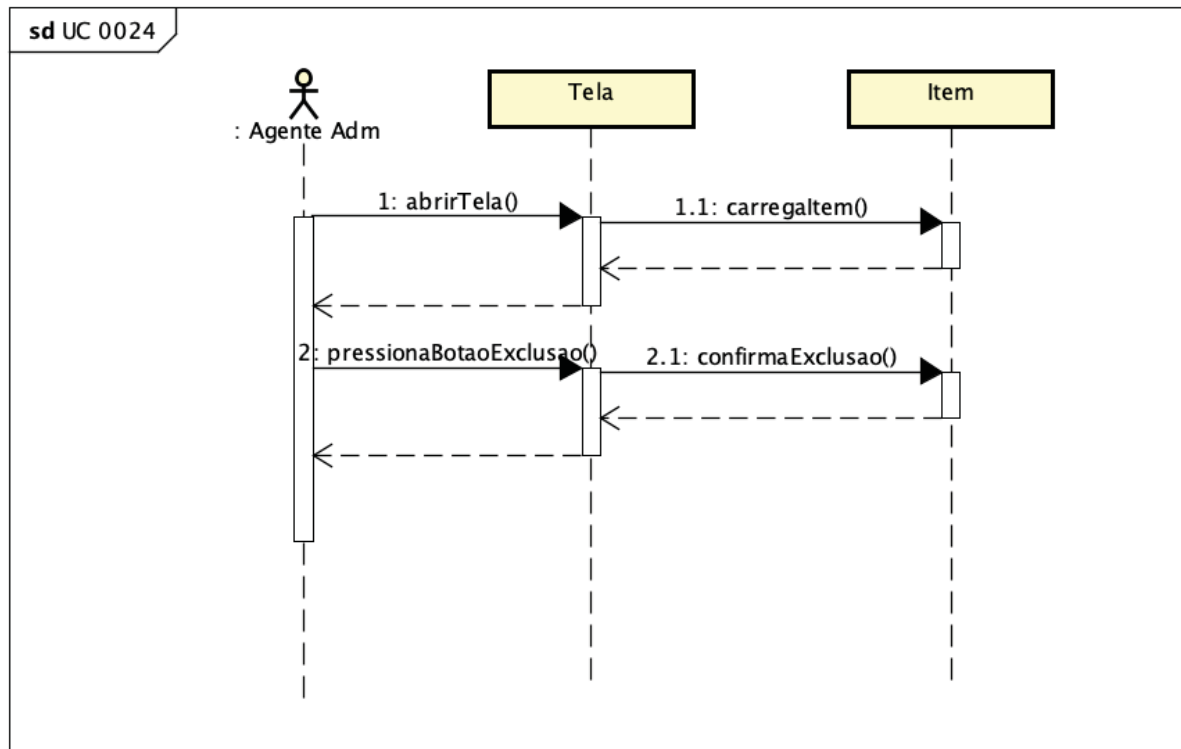 sd UC 0024
: Agente Adm
Tela
Item
1: abrirTela()
1.1: carregaItem()
2: pressionaBotaoExclusao()
2.1: confirmaExclusao()